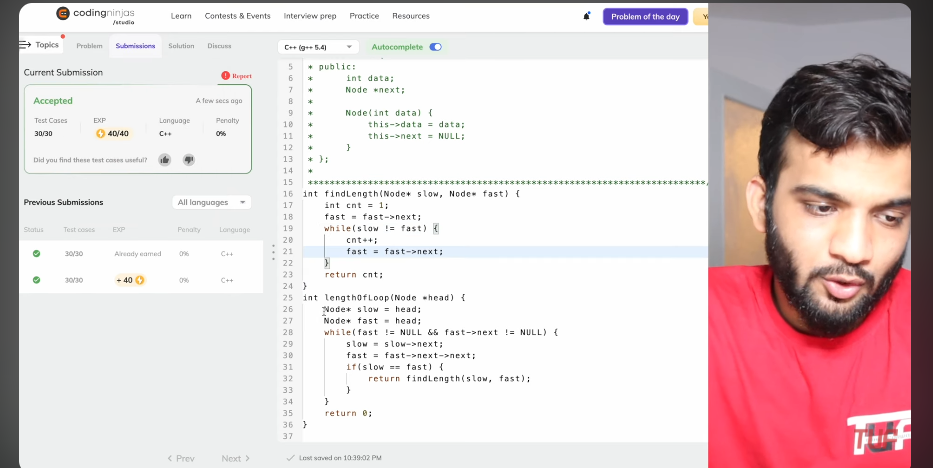 codingninjas
/studio
Learn
Contests & Events
Interview prep
Practice
Resources
Problem of the day
Topics
Problem
Submissions
Solution
Discuss
C++ (g++ 5.4)
Autocomplete
Current Submission
Report
Accepted
A few secs ago
Test Cases
EXP
Language
Penalty
30/30
40/40
C++
0%
Did you find these test cases useful?
Previous Submissions
All languages
Status
Test cases
EXP
Penalty
Language
30/30
Already earned
0%
C++
30/30
+ 40
0%
C++
Prev
Next
5 * public:
6 * int data;
7 * Node *next;
8 *
9 * Node(int data) {
10 * this->data = data;
11 * this->next = NULL;
12 * }
13 * };
14 *
15 *************************************************************************/
16 int findLength(Node* slow, Node* fast) {
17 int cnt = 1;
18 fast = fast->next;
19 while(slow != fast) {
20 cnt++;
21 fast = fast->next;
22 }
23 return cnt;
24 }
25 int lengthOfLoop(Node *head) {
26 Node* slow = head;
27 Node* fast = head;
28 while(fast != NULL && fast->next != NULL) {
29 slow = slow->next;
30 fast = fast->next->next;
31 if(slow == fast) {
32 return findLength(slow, fast);
33 }
34 }
35 return 0;
36 }
37
Last saved on 10:39:02 PM